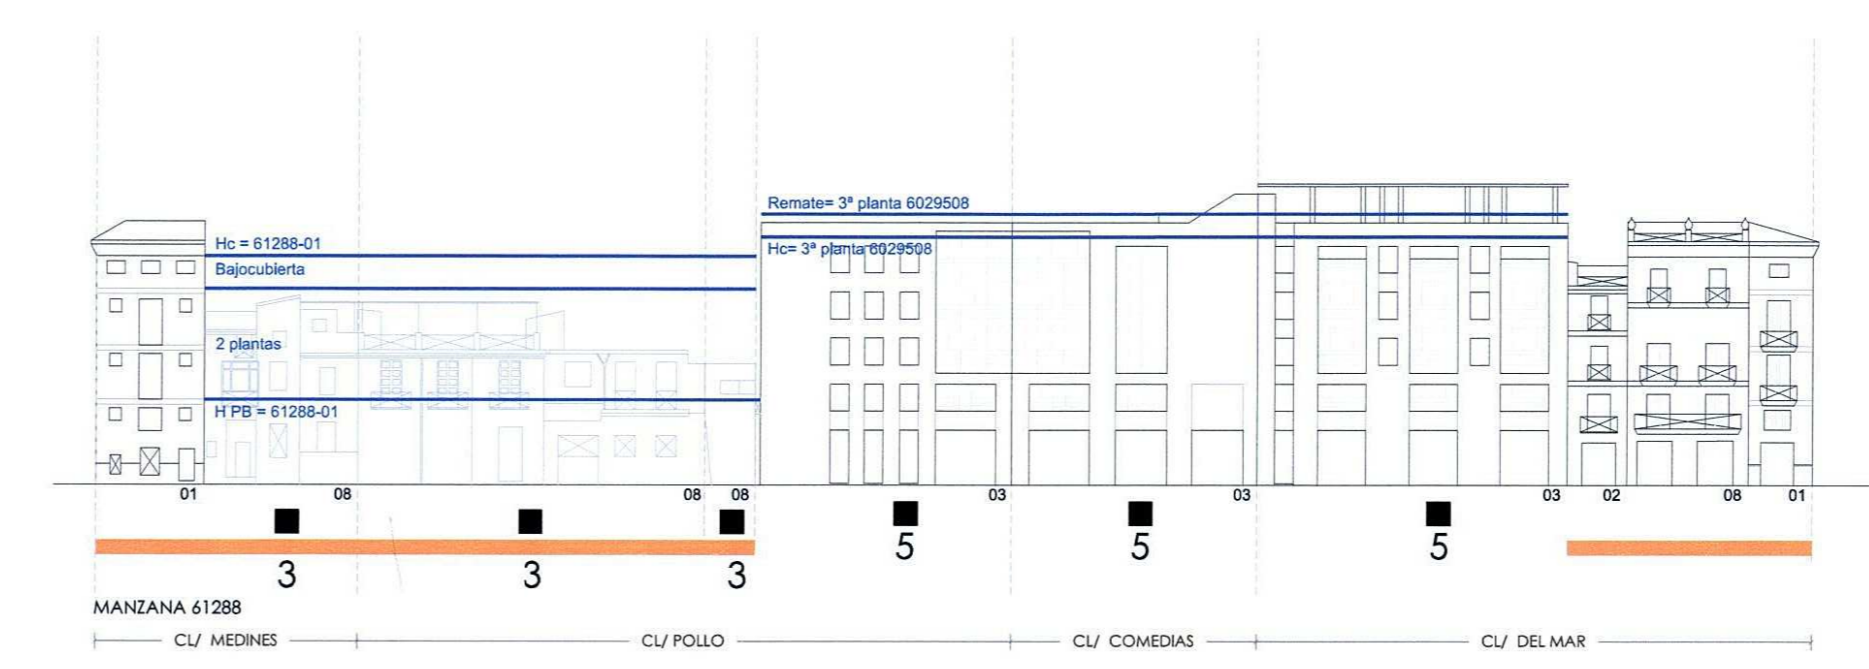 Remate= 3ª planta 6029508
Hc = 61288-01
Hc= 3ª planta 6029508
Bajocubierta
2 plantas
H PB = 61288-01
01 08 08 08 03 03 03 02 08 01
5 5 5
3 3 3
MANZANA 61288
CL/ MEDINES CL/ POLLO CL/ COMEDIAS CL/ DEL MAR